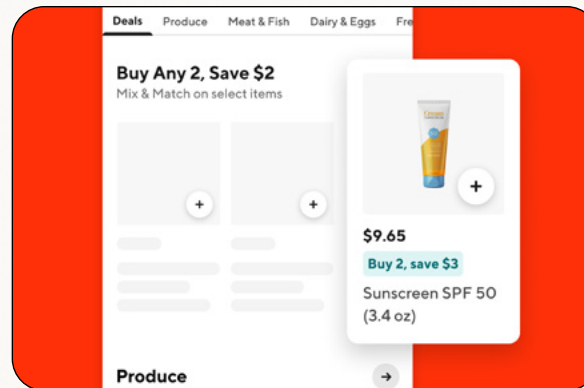 Deals Produce Meat & Fish Dairy & Eggs Fre
Buy Any 2, Save $2
Mix & Match on select items
$9.65
Buy 2, save $3
Sunscreen SPF 50
(3.4 oz)
Produce